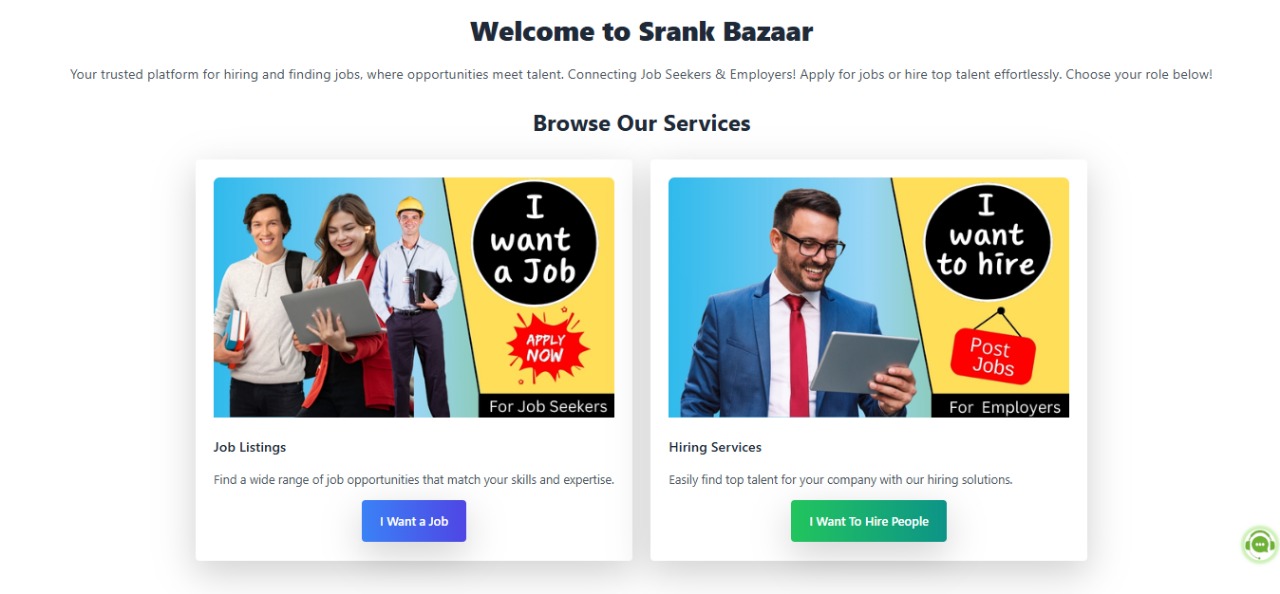 Welcome to Srank Bazaar
Your trusted platform for hiring and finding jobs, where opportunities meet talent. Connecting Job Seekers & Employers! Apply for jobs or hire top talent effortlessly. Choose your role below!
Browse Our Services
I
want
a Job
APPLY
NOW
For Job Seekers
Job Listings
Find a wide range of job opportunities that match your skills and expertise.
I Want a Job
I
want
to hire
Post
Jobs
For Employers
Hiring Services
Easily find top talent for your company with our hiring solutions.
I Want To Hire People